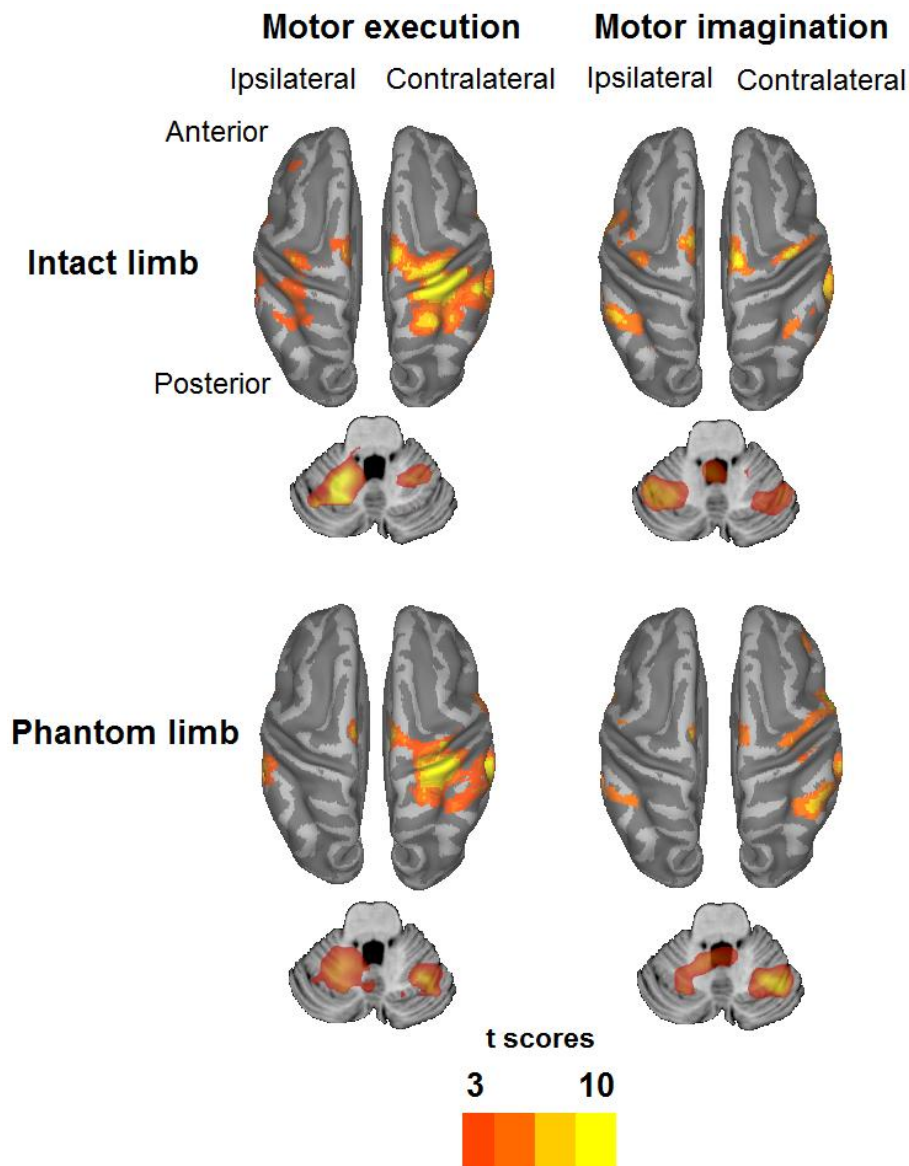 Motor execution Motor imagination
Ipsilateral Contralateral Ipsilateral Contralateral
Anterior
Intact limb
Posterior
Phantom limb
t scores
3 10